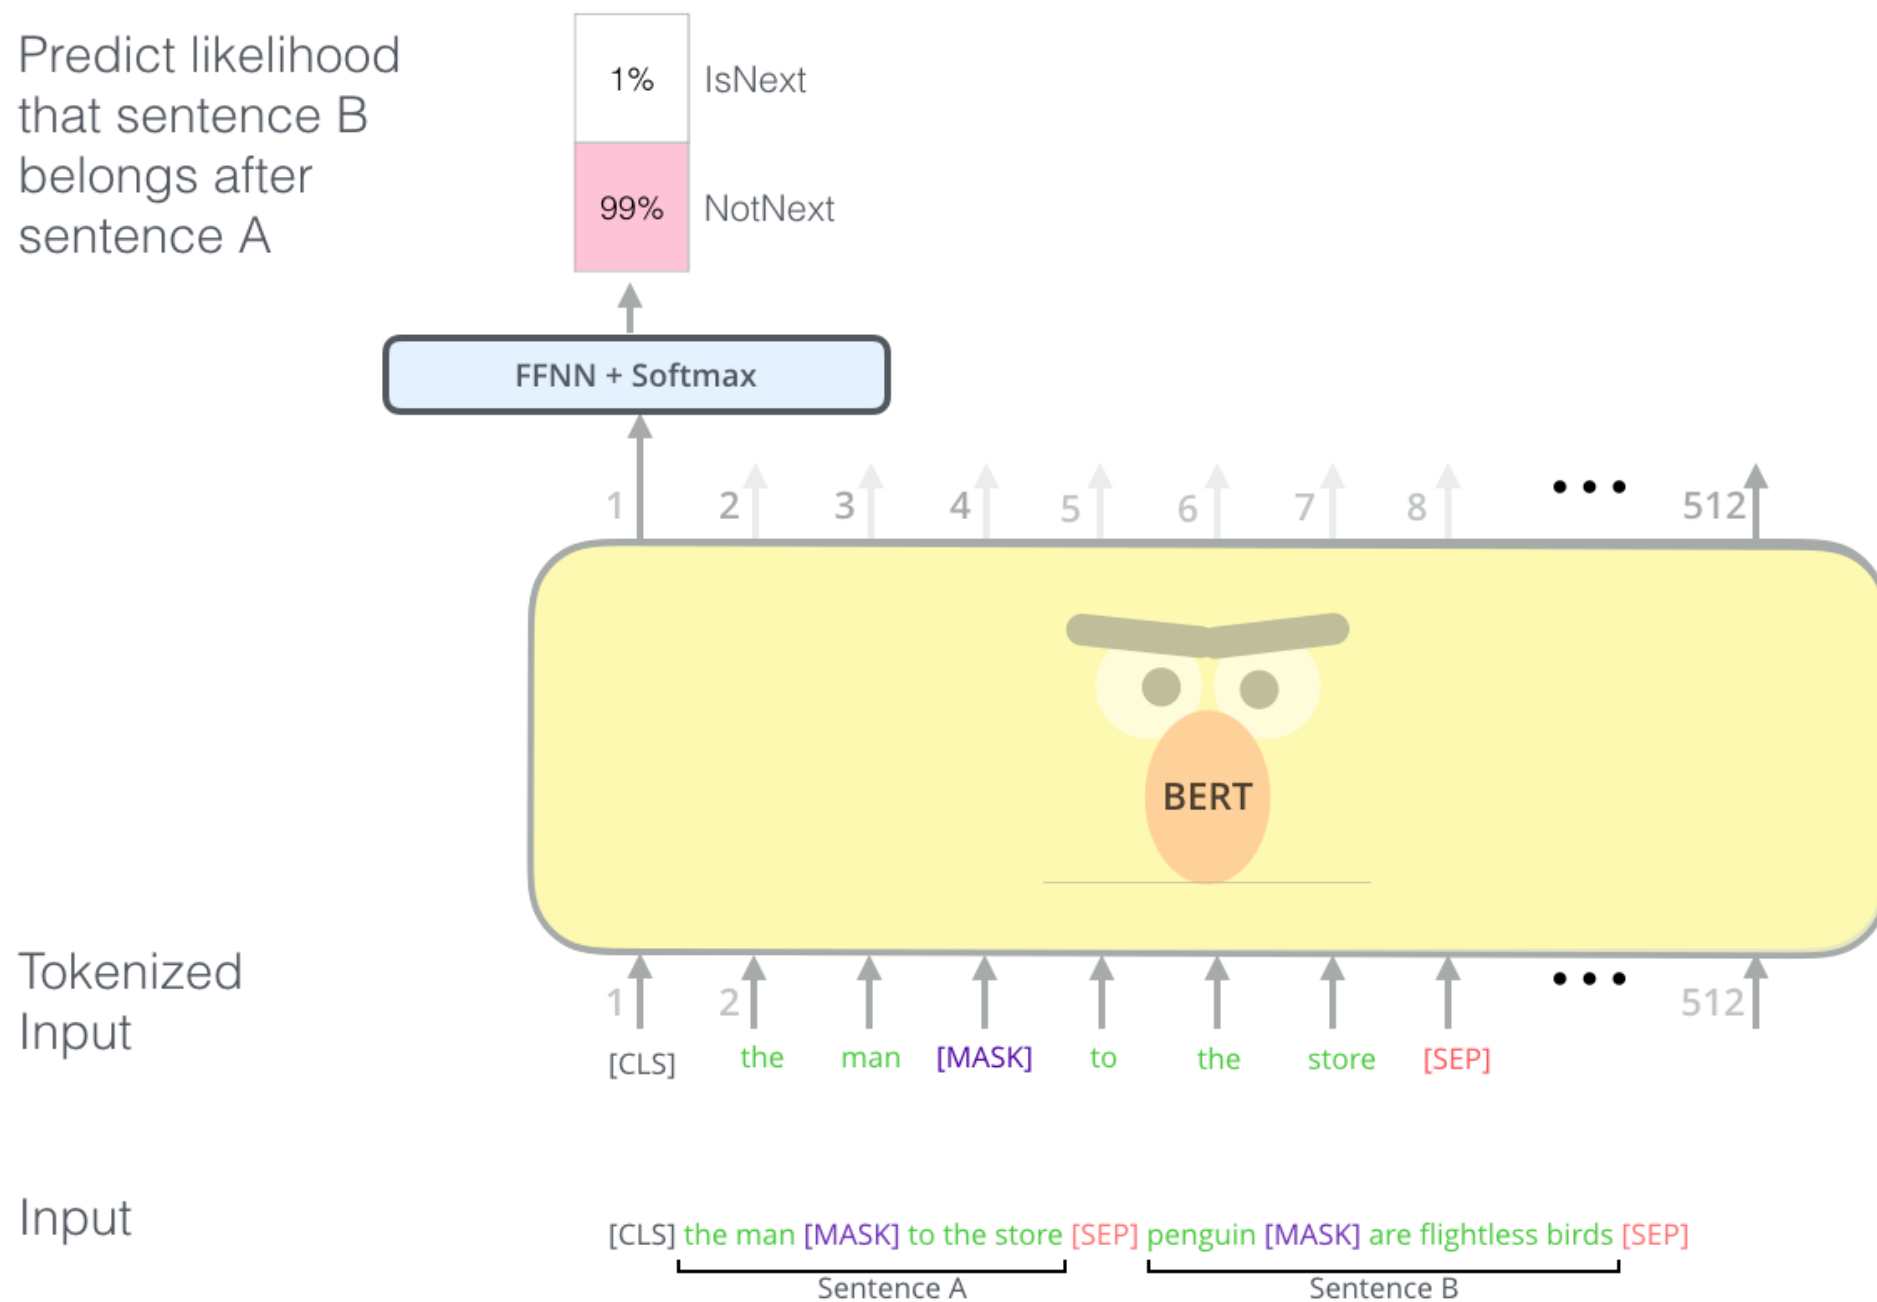 Predict likelihood
that sentence B
belongs after
sentence A
1% IsNext
99% NotNext
FFNN + Softmax
1 2 3 4 5 6 7 8 ••• 512
BERT
Tokenized
Input
1 2 ••• 512
[CLS] the man [MASK] to the store [SEP]
Input
[CLS] the man [MASK] to the store [SEP] penguin [MASK] are flightless birds [SEP]
Sentence A Sentence B